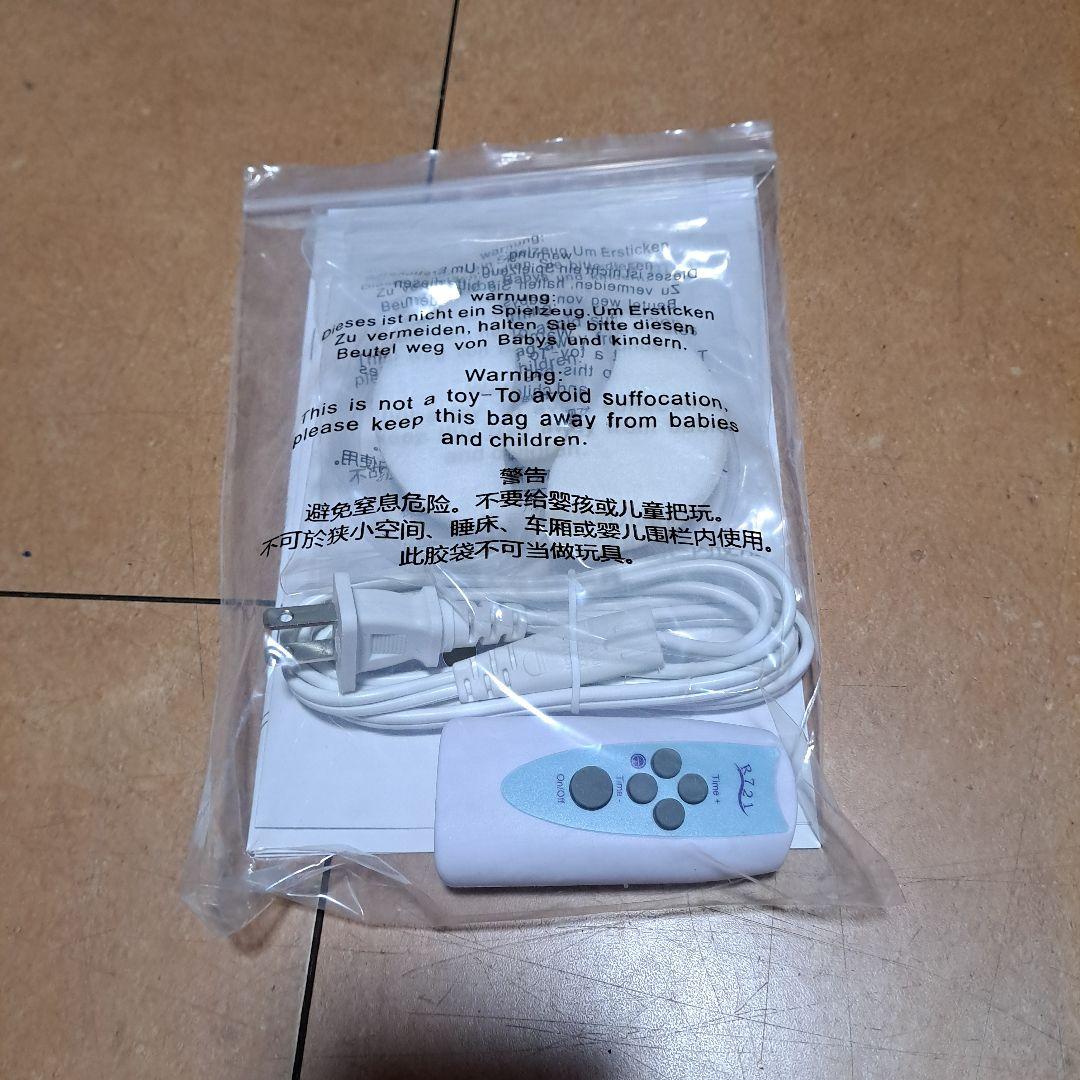 warnung:
Dieses ist nicht ein Spielzeug.Um Ersticken
Zu vermeiden, halten Sie bitte diesen
Beutel weg von Babys und kindern.
Warning:
This is not a toy-To avoid suffocation,
please keep this bag away from babies
and children.
警告
避免窒息危险。不要给婴孩或儿童把玩。
不可於狭小空间、睡床、车厢或婴儿围栏内使用。
此胶袋不可当做玩具。
On/Off
Time -
Time +
R721